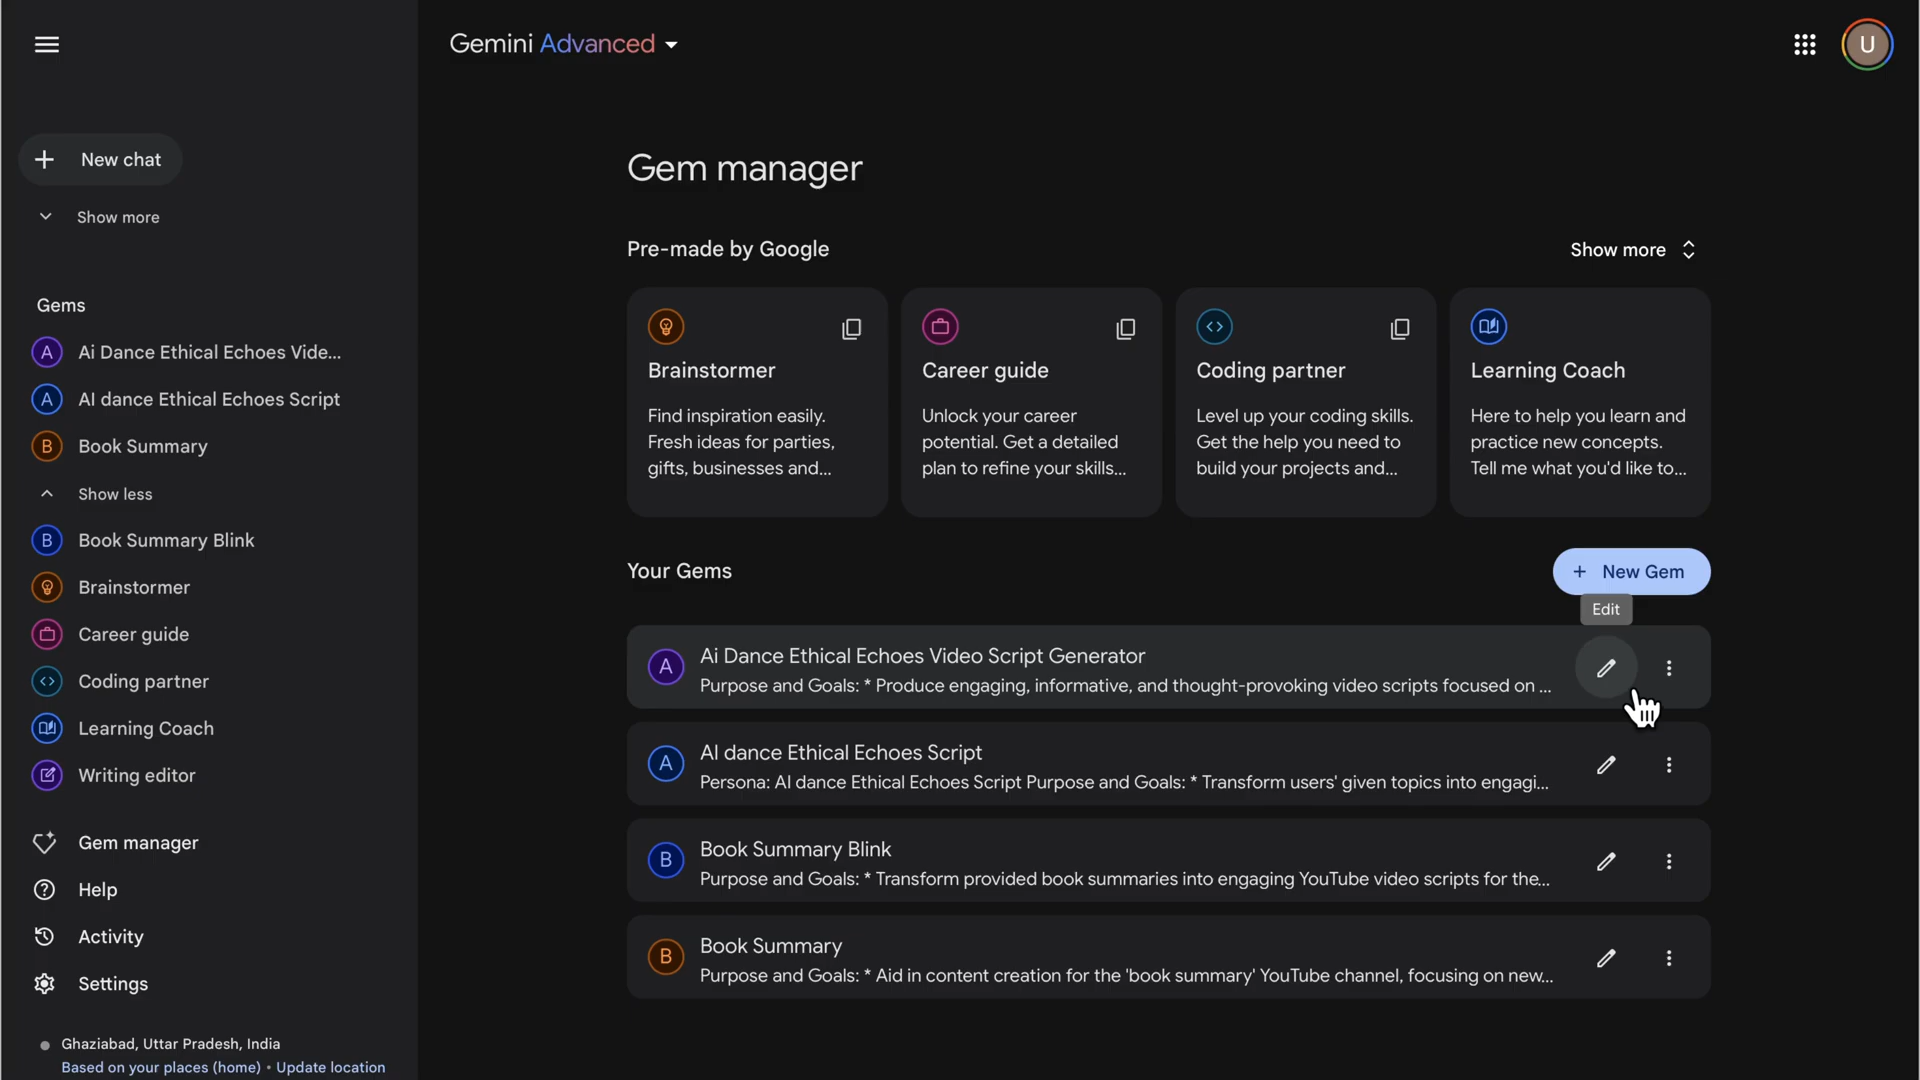 Gemini Advanced
U
New chat
Show more
Gems
A Ai Dance Ethical Echoes Vide...
A AI dance Ethical Echoes Script
B Book Summary
Show less
B Book Summary Blink
Brainstormer
Career guide
Coding partner
Learning Coach
Writing editor
Gem manager
Help
Activity
Settings
Ghaziabad, Uttar Pradesh, India
Based on your places (home) • Update location
Gem manager
Pre-made by Google
Show more
Brainstormer
Find inspiration easily.
Fresh ideas for parties,
gifts, businesses and...
Career guide
Unlock your career
potential. Get a detailed
plan to refine your skills...
Coding partner
Level up your coding skills.
Get the help you need to
build your projects and...
Learning Coach
Here to help you learn and
practice new concepts.
Tell me what you'd like to...
Your Gems
+ New Gem
Edit
A Ai Dance Ethical Echoes Video Script Generator
Purpose and Goals: * Produce engaging, informative, and thought-provoking video scripts focused on ...
A AI dance Ethical Echoes Script
Persona: AI dance Ethical Echoes Script Purpose and Goals: * Transform users' given topics into engagi...
B Book Summary Blink
Purpose and Goals: * Transform provided book summaries into engaging YouTube video scripts for the...
B Book Summary
Purpose and Goals: * Aid in content creation for the 'book summary' YouTube channel, focusing on new...